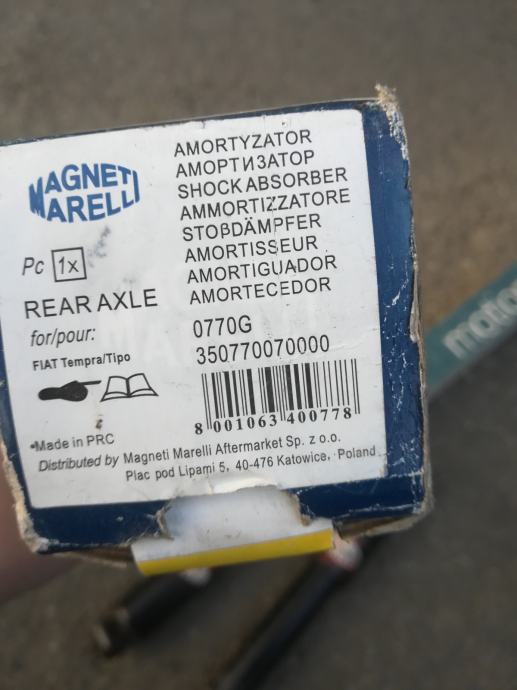 MAGNETI
MARELLI
Pc 1x
REAR AXLE
for/pour:
FIAT Tempra/Tipo
AMORTYZATOR
АМОРТИЗАТОР
SHOCK ABSORBER
AMMORTIZZATORE
STOBDÄMPFER
AMORTISSEUR
AMORTIGUADOR
AMORTECEDOR
0770G
350770070000
8 001063 400778
•Made in PRC
Distributed by Magneti Marelli Aftermarket Sp. z o.o.
Plac pod Lipami 5, 40-476 Katowice, Poland